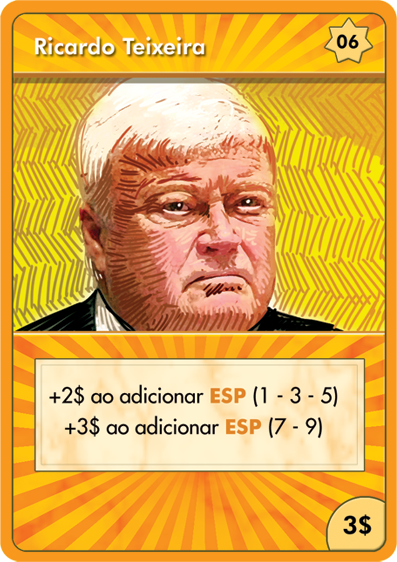 Ricardo Teixeira
06
+2$ ao adicionar ESP (1 - 3 - 5)
+3$ ao adicionar ESP (7 - 9)
3$